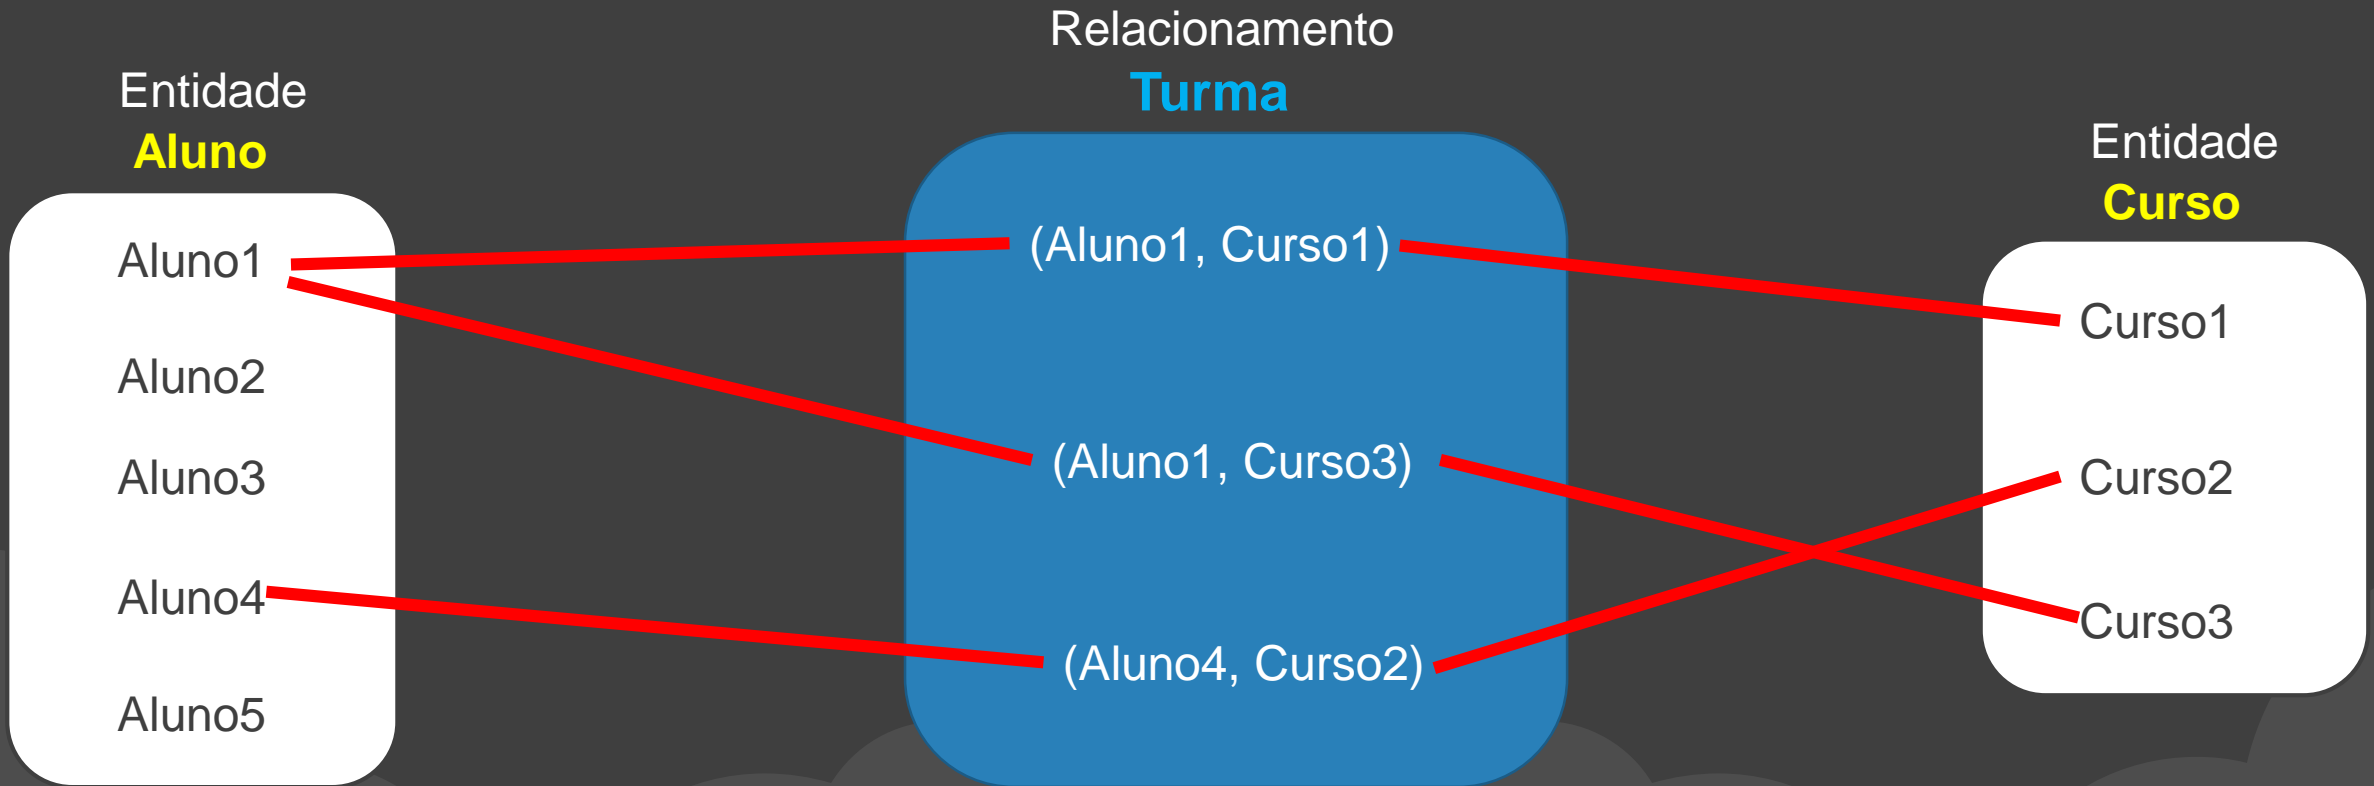 Entidade
Aluno
Aluno1
Aluno2
Aluno3
Aluno4
Aluno5
Relacionamento
Turma
(Aluno1, Curso1)
(Aluno1, Curso3)
(Aluno4, Curso2)
Entidade
Curso
Curso1
Curso2
Curso3